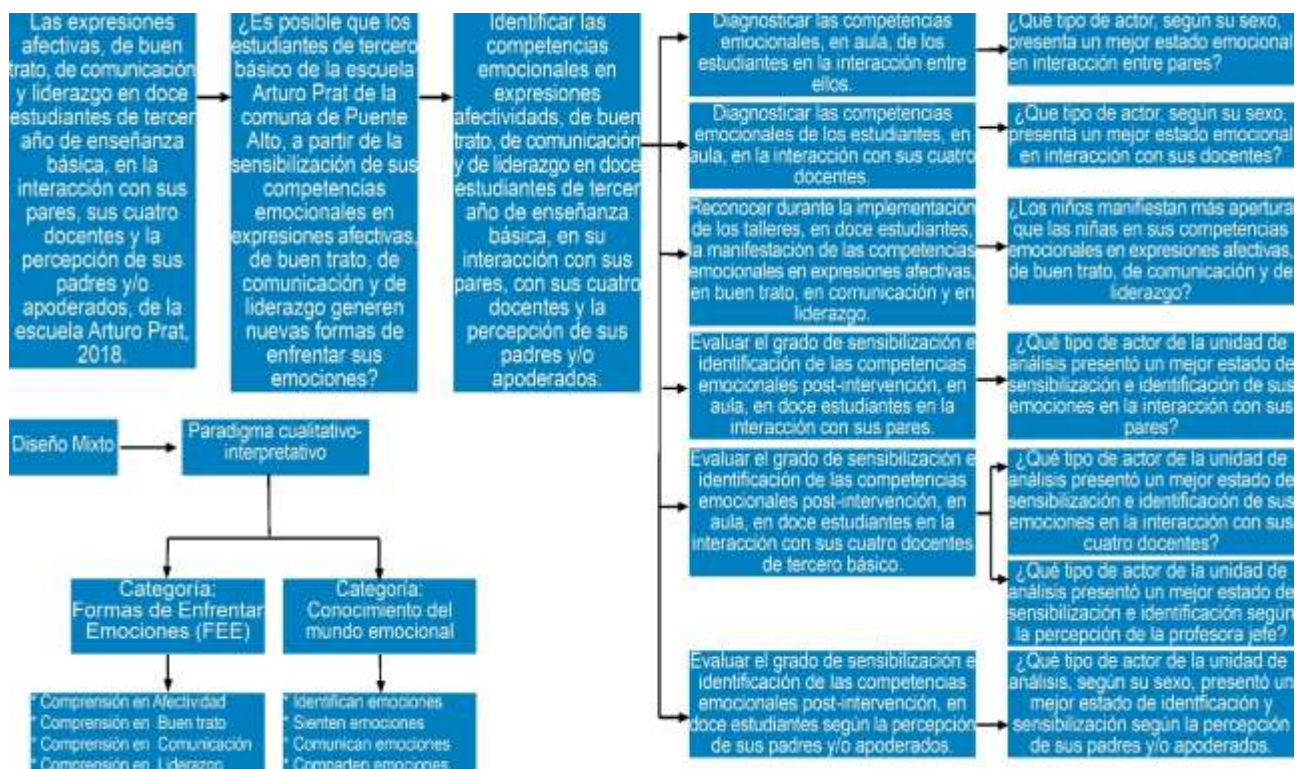 Las expresiones
afectivas, de buen
trato, de comunicación
y liderazgo en doce
estudiantes de tercer
año de enseñanza
básica, en la
interacción con sus
pares, sus cuatro
docentes y la
percepción de sus
padres y/o
apoderados, de la
escuela Arturo Prat,
2018.
¿Es posible que los
estudiantes de tercero
básico de la escuela
Arturo Prat de la
comuna de Puente
Alto, a partir de la
sensibilización de sus
competencias
emocionales en
expresiones afectivas,
de buen trato, de
comunicación y de
liderazgo generen
nuevas formas de
enfrentar sus
emociones?
Identificar las
competencias
emocionales en
expresiones
afectividads, de buen
trato, de comunicación
y de liderazgo en doce
estudiantes de tercer
año de enseñanza
básica, en su
interacción con sus
pares, con sus cuatro
docentes y la
percepción de sus
padres y/o
apoderados.
Diagnosticar las competencias
emocionales, en aula, de los
estudiantes en la interacción entre
ellos.
¿Qué tipo de actor, según su sexo,
presenta un mejor estado emocional
en interacción entre pares?
Diagnosticar las competencias
emocionales de los estudiantes, en
aula, en la interacción con sus cuatro
docentes.
¿Que tipo de actor, según su sexo,
presenta un mejor estado emocional
en interacción con sus docentes?
Reconocer durante la implementación
de los talleres, en doce estudiantes,
la manifestación de las competencias
emocionales en expresiones afectivas,
en buen trato, en comunicación y en
liderazgo.
¿Los niños manifiestan más apertura
que las niñas en sus competencias
emocionales en expresiones afectivas,
de buen trato, de comunicación y de
liderazgo?
Evaluar el grado de sensibilización e
identificación de las competencias
emocionales post-intervención, en
aula, en doce estudiantes en la
interacción con sus pares.
¿Qué tipo de actor de la unidad de
análisis presentó un mejor estado de
sensibilización e identificación de sus
emociones en la interacción con sus
pares?
Evaluar el grado de sensibilización e
identificación de las competencias
emocionales post-intervención, en
aula, en doce estudiantes en la
interacción con sus cuatro docentes
de tercero básico.
¿Qué tipo de actor de la unidad de
análisis presentó un mejor estado de
sensibilización e identificación de sus
emociones en la interacción con sus
cuatro docentes?
¿Qué tipo de actor de la unidad de
análisis presentó un mejor estado de
sensibilización e identificación según
la percepción de la profesora jefe?
Evaluar el grado de sensibilización e
identificación de las competencias
emocionales post-intervención, en
doce estudiantes según la percepción
de sus padres y/o apoderados.
¿Qué tipo de actor de la unidad de
análisis, según su sexo, presentó un
mejor estado de identficación y
sensibilización según la percepción
de sus padres y/o apoderados.
Diseño Mixto
Paradigma cualitativo-
interpretativo
Categoría:
Formas de Enfrentar
Emociones (FEE)
Categoría:
Conocimiento del
mundo emocional
* Comprensión en Afectividad
* Comprensión en Buen trato
* Comprensión en Comunicación
* Comprensión en Liderazgo
* Identifican emociones
* Sienten emociones
* Comunican emociones
* Comparten emociones